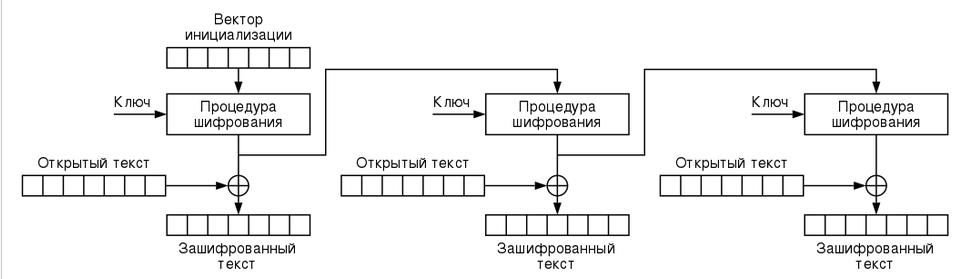 Вектор
инициализации
Ключ
Процедура
шифрования
Ключ
Процедура
шифрования
Ключ
Процедура
шифрования
Открытый текст
Открытый текст
Открытый текст
Зашифрованный
текст
Зашифрованный
текст
Зашифрованный
текст